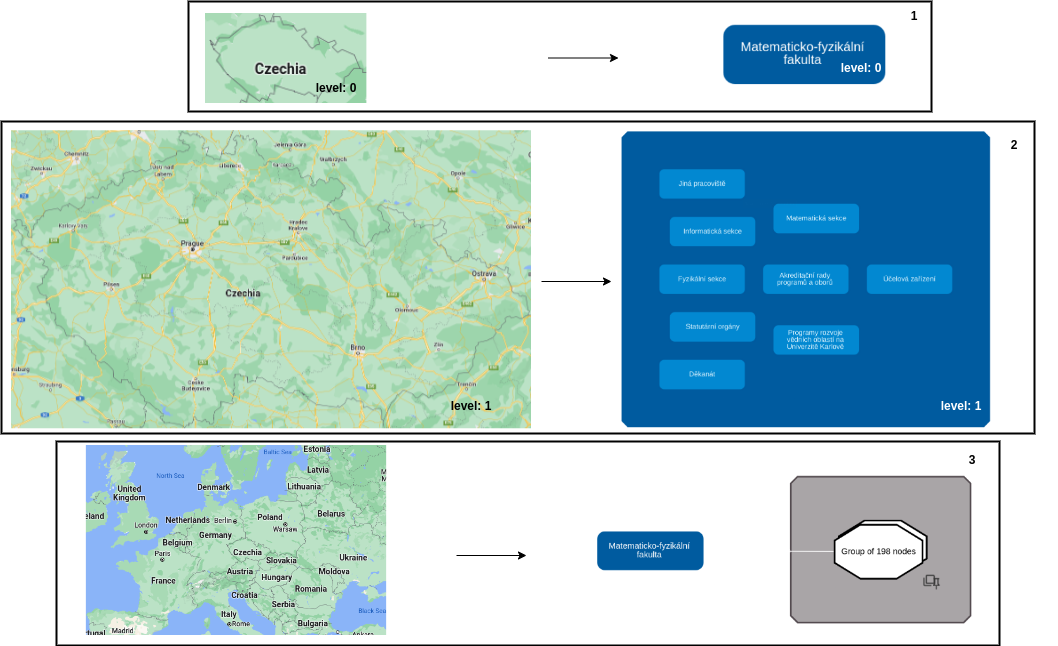 1
Czechia
level: 0
Matematicko-fyzikální
fakulta
level: 0
2
Jelenia Góra
Chemnitz
Zwickau
Ústí nad
Labem
Liberec
Wałbrzych
Opole
Karlovy Vary
Prague
Hradec
Králové
Pardubice
Gliwice
Plzeň
Czechia
Ostrava
Olomouc
Brno
Zlín
Straubing
České
Budějovice
Trenčín
Passau
level: 1
Jiná pracoviště
Matematická sekce
Informatická sekce
Fyzikální sekce
Akreditační rady
programů a oborů
Účelová zařízení
Statutární orgány
Programy rozvoje
vědních oblastí na
Univerzitě Karlově
Děkanát
level: 1
3
Baltic Sea
Estonia
North Sea
Latvia
United
Kingdom
Denmark
Lithuania
eland
London
Netherlands
Berlin
Poland
Belarus
Warsaw
Belgium
Germany
Paris
Czechia
Slovakia
Ukraine
France
Austria
Hungary
Moldova
Croatia
Romania
Serbia
Italy
Rome
Black Sea
Bulgaria
tugal
Madrid
Ankara
Matematicko-fyzikální
fakulta
Group of 198 nodes